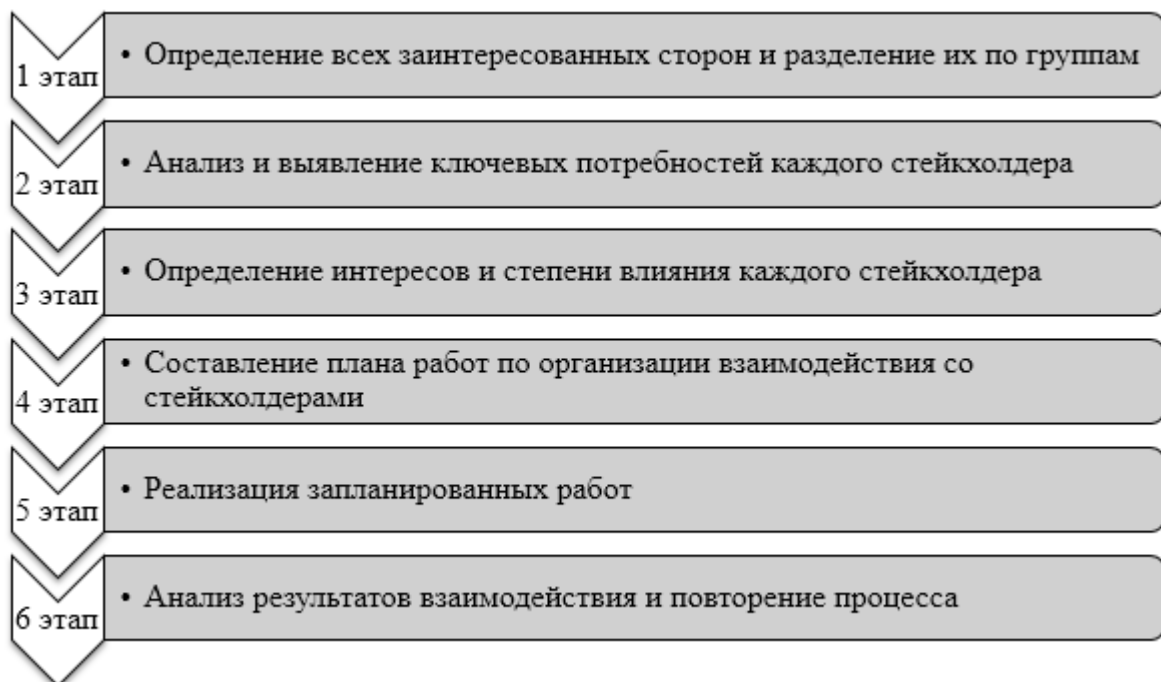 1 этап
• Определение всех заинтересованных сторон и разделение их по группам
2 этап
• Анализ и выявление ключевых потребностей каждого стейкхолдера
3 этап
• Определение интересов и степени влияния каждого стейкхолдера
4 этап
• Составление плана работ по организации взаимодействия со
стейкхолдерами
5 этап
• Реализация запланированных работ
6 этап
• Анализ результатов взаимодействия и повторение процесса